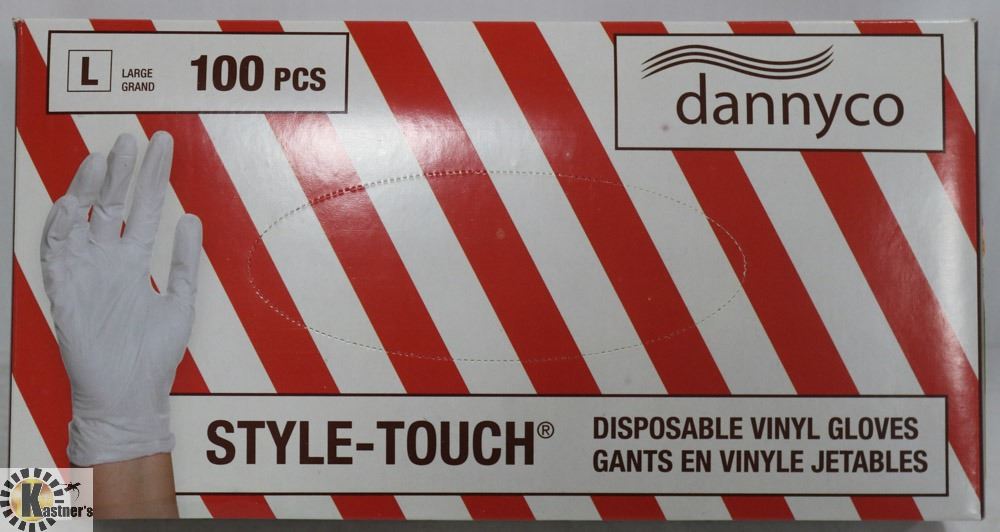 L
LARGE
GRAND
100 PCS
dannyco
STYLE-TOUCH®
DISPOSABLE VINYL GLOVES
GANTS EN VINYLE JETABLES
Kastner's